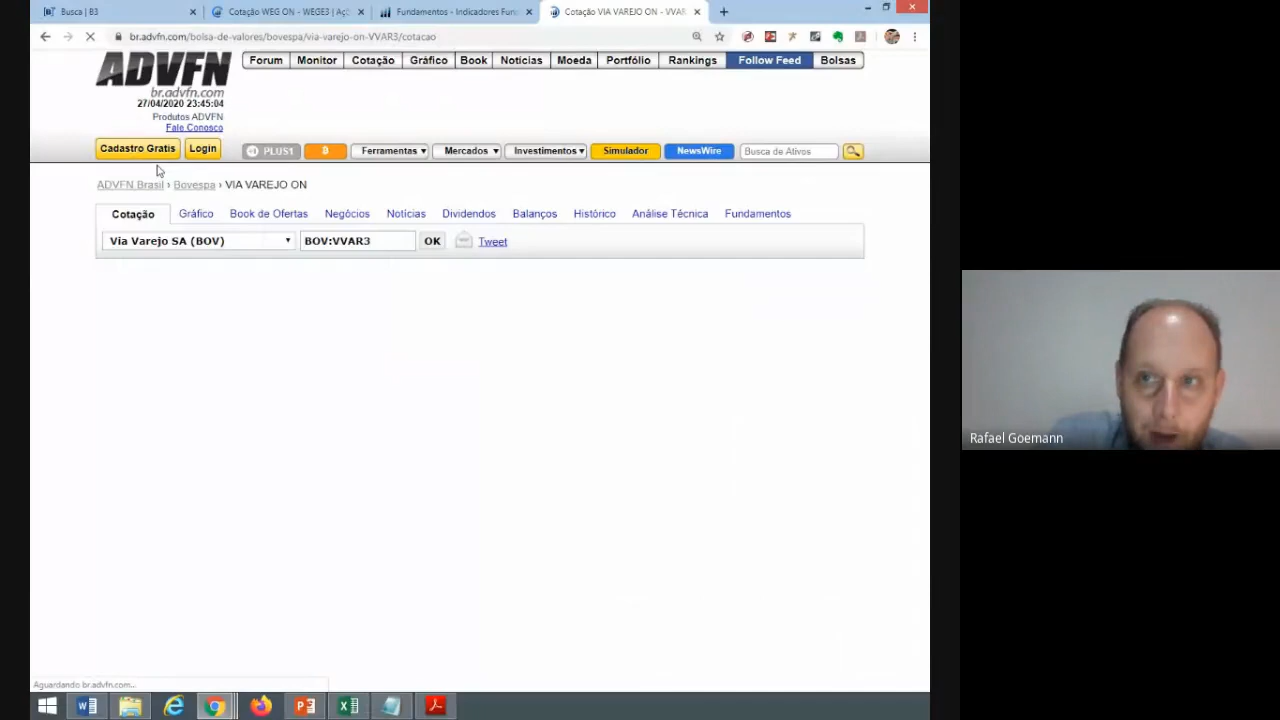 Busca | B3
Cotação WEG ON - WEGE3 | Açõ
Fundamentos - Indicadores Fun
Cotação VIA VAREJO ON - VVAR
br.advfn.com/bolsa-de-valores/bovespa/via-varejo-on-VVAR3/cotacao
ADVFN
br.advfn.com
27/04/2020 23:45:04
Produtos ADVFN
Fale Conosco
Forum Monitor Cotação Gráfico Book Notícias Moeda Portfólio Rankings Follow Feed Bolsas
Cadastro Gratis Login PLUS1 Ferramentas Mercados Investimentos Simulador NewsWire Busca de Ativos
ADVFN Brasil › Bovespa › VIA VAREJO ON
Cotação Gráfico Book de Ofertas Negócios Notícias Dividendos Balanços Histórico Análise Técnica Fundamentos
Via Varejo SA (BOV) BOV:VVAR3 OK Tweet
Rafael Goemann
Aguardando br.advfn.com...